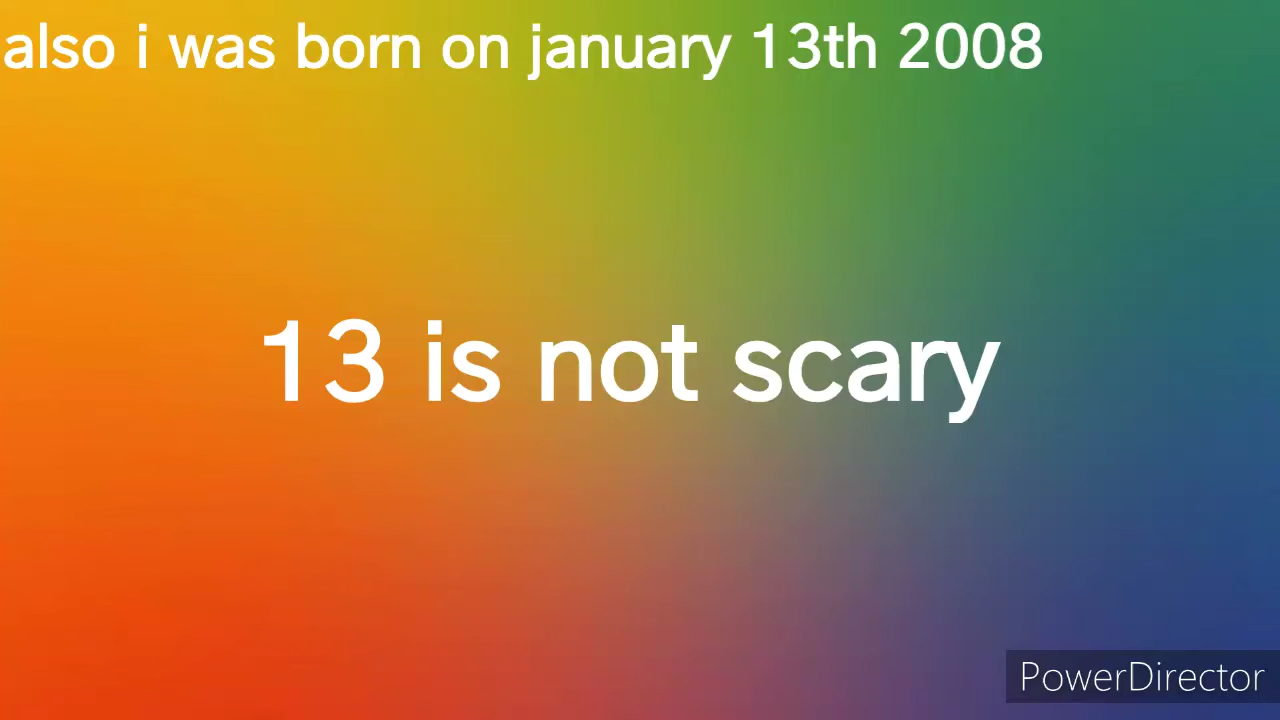 also i was born on january 13th 2008
13 is not scary
PowerDirector